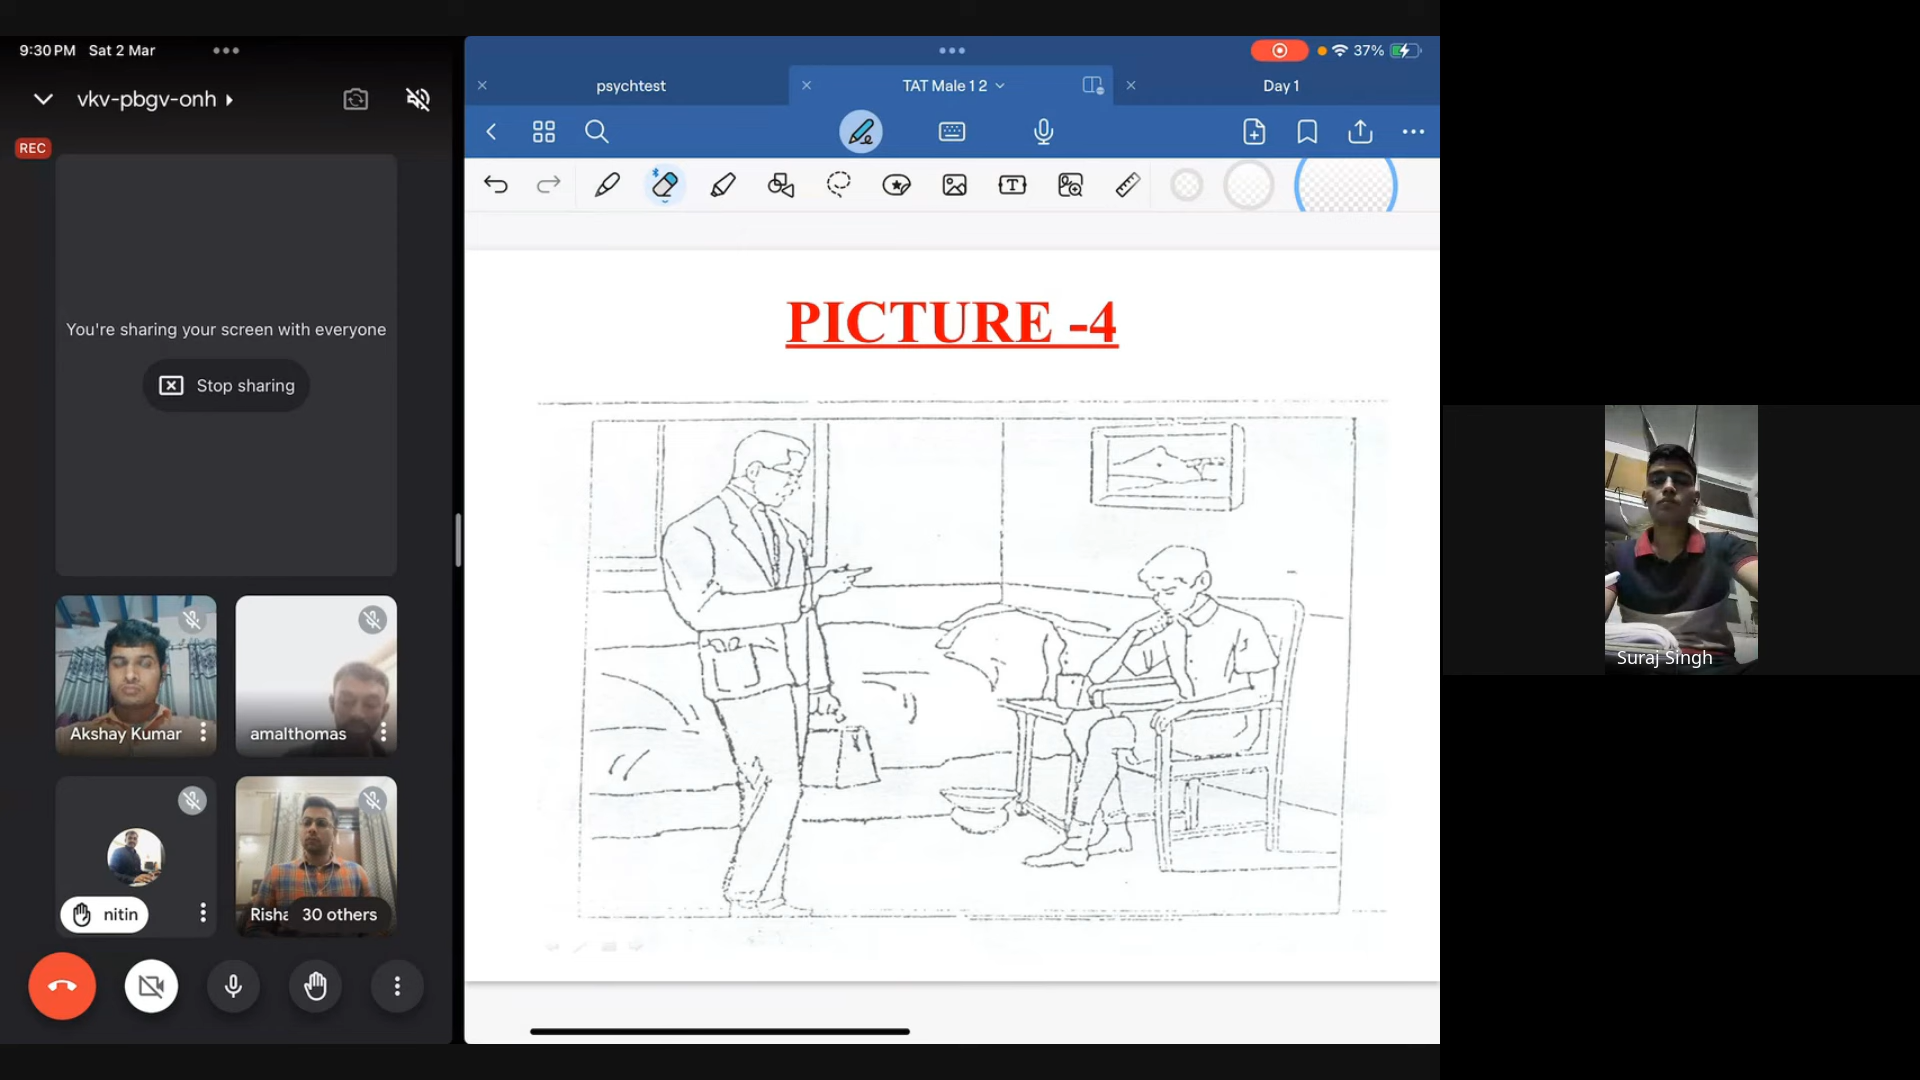 9:30 PM Sat 2 Mar
37%
vkv-pbgv-onh
psychtest
TAT Male 1 2
Day 1
REC
You're sharing your screen with everyone
Stop sharing
PICTURE -4
Akshay Kumar
amalthomas
nitin
Risha
30 others
Suraj Singh